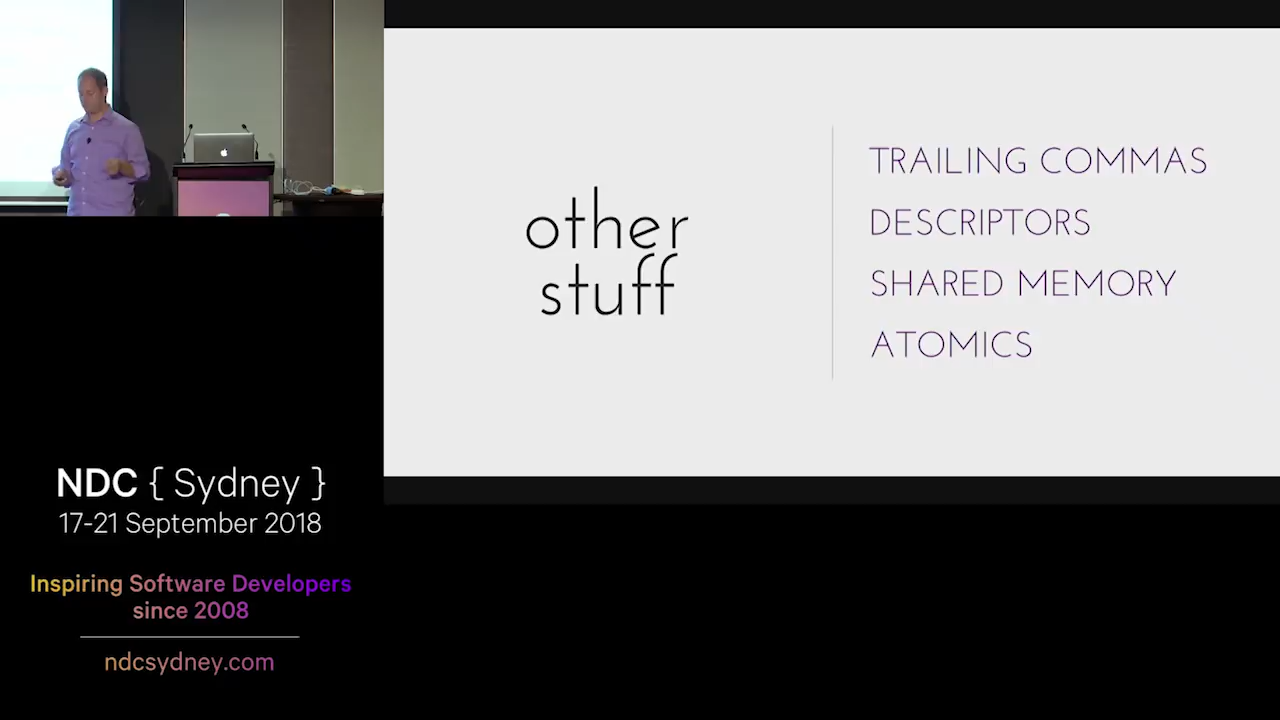 other
stuff
TRAILING COMMAS
DESCRIPTORS
SHARED MEMORY
ATOMICS
NDC { Sydney }
17-21 September 2018
Inspiring Software Developers
since 2008
ndcsydney.com